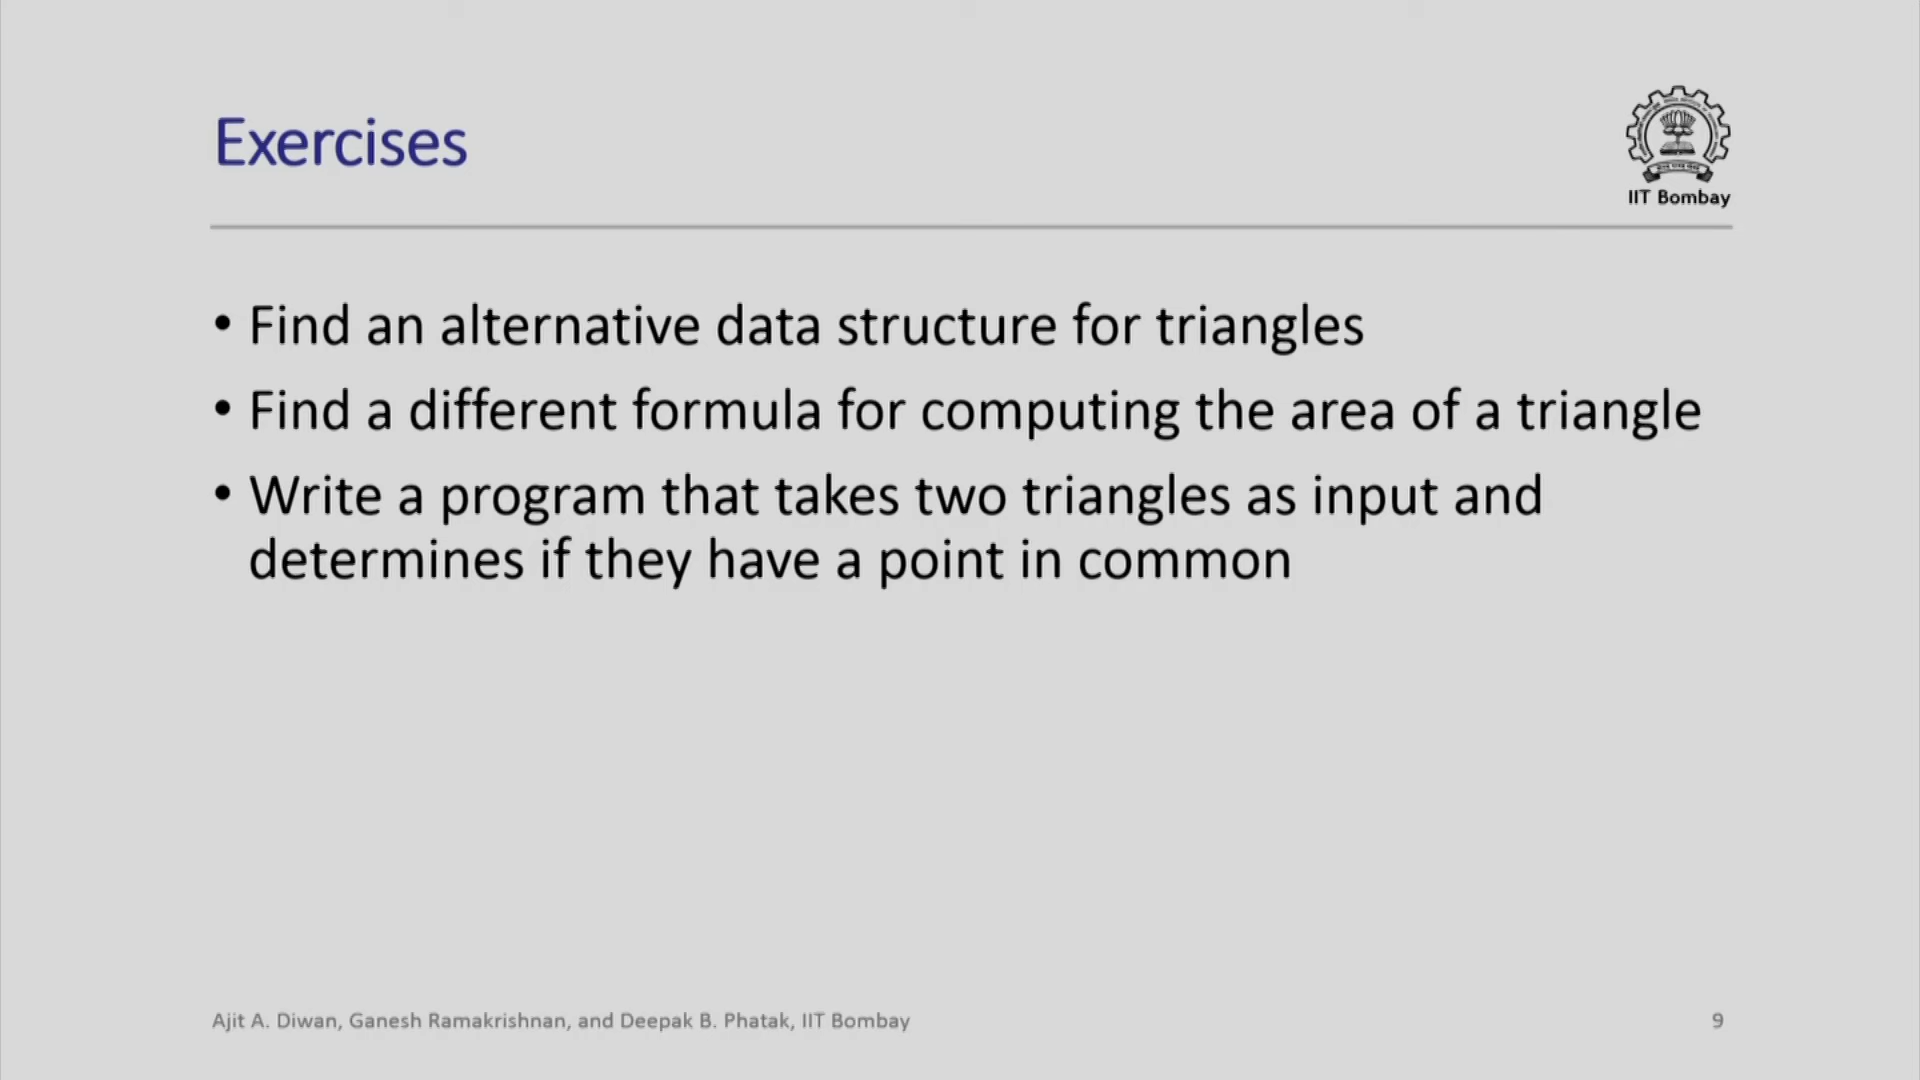 Exercises
IIT Bombay
• Find an alternative data structure for triangles
• Find a different formula for computing the area of a triangle
• Write a program that takes two triangles as input and
determines if they have a point in common
Ajit A. Diwan, Ganesh Ramakrishnan, and Deepak B. Phatak, IIT Bombay
9